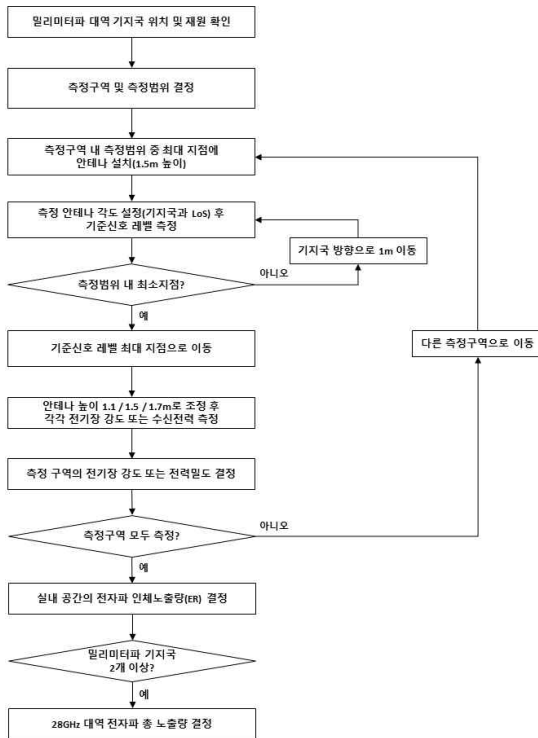 밀리미터파 대역 기지국 위치 및 재원 확인
측정구역 및 측정범위 결정
측정구역 내 측정범위 중 최대 지점에
안테나 설치(1.5m 높이)
측정 안테나 각도 설정(기지국과 LoS) 후
기준신호 레벨 측정
기지국 방향으로 1m 이동
아니오
측정범위 내 최소지점?
예
기준신호 레벨 최대 지점으로 이동
다른 측정구역으로 이동
안테나 높이 1.1 / 1.5 / 1.7m로 조정 후
각각 전기장 강도 또는 수신전력 측정
측정 구역의 전기장 강도 또는 전력밀도 결정
아니오
측정구역 모두 측정?
예
실내 공간의 전자파 인체노출량(ER) 결정
밀리미터파 기지국
2개 이상?
예
28GHz 대역 전자파 총 노출량 결정